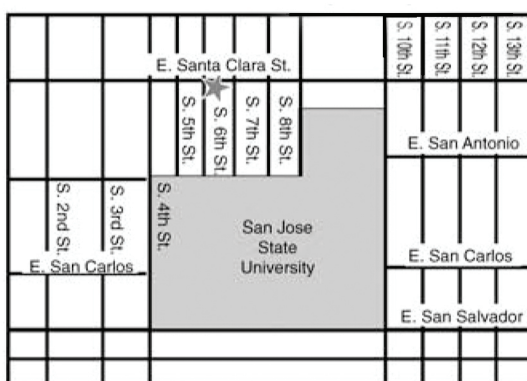 E. Santa Clara St.
S. 10th St.
S. 11th St.
S. 12th St.
S. 13th St.
S. 5th St.
S. 6th St.
S. 7th St.
S. 8th St.
E. San Antonio
S. 2nd St.
S. 3rd St.
S. 4th St.
San Jose
State
University
E. San Carlos
E. San Carlos
E. San Salvador